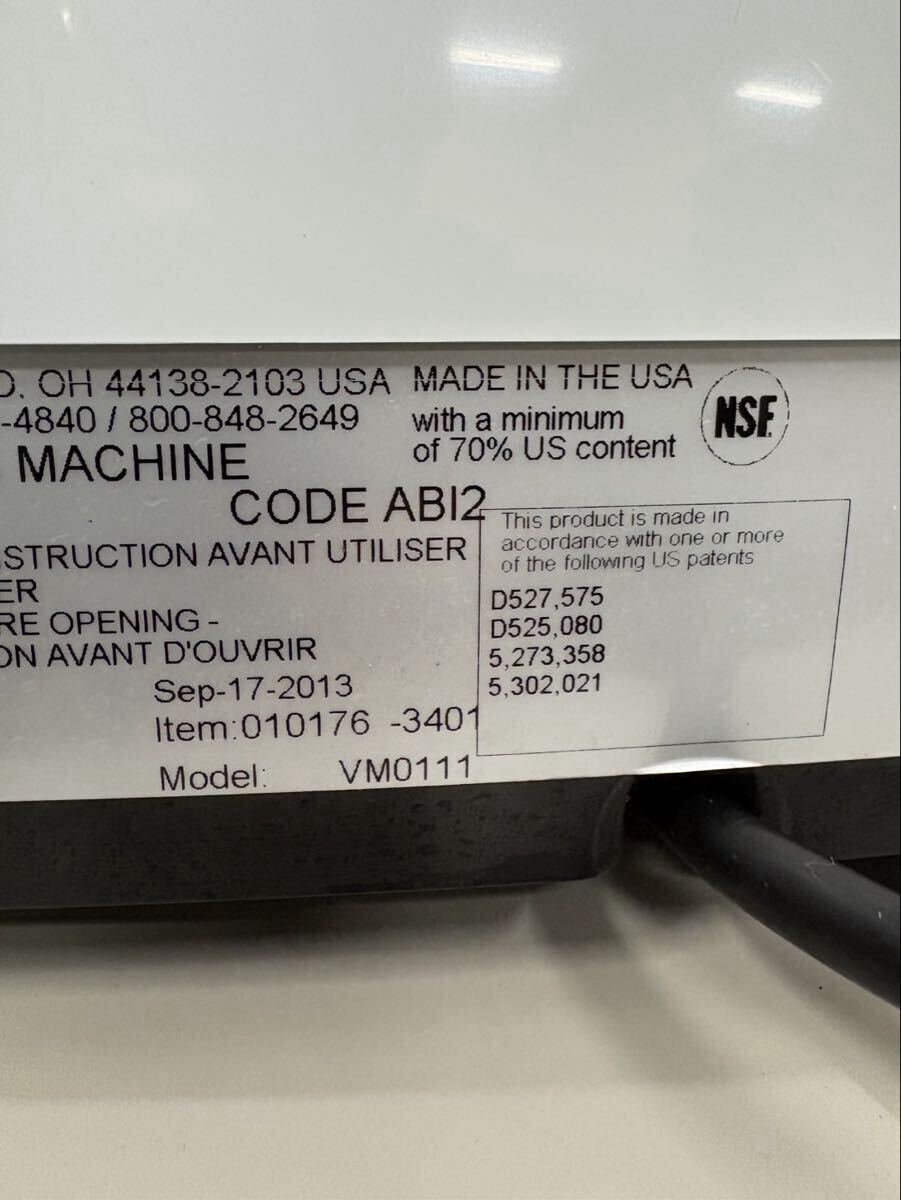 OH 44138-2103 USA
-4840 / 800-848-2649
MACHINE
CODE ABI2
STRUCTION AVANT UTILISER
ER
RE OPENING -
ON AVANT D'OUVRIR
Sep-17-2013
Item:010176 -3401
Model: VM0111
MADE IN THE USA
with a minimum
of 70% US content
NSF
This product is made in
accordance with one or more
of the following US patents
D527,575
D525,080
5,273,358
5,302,021